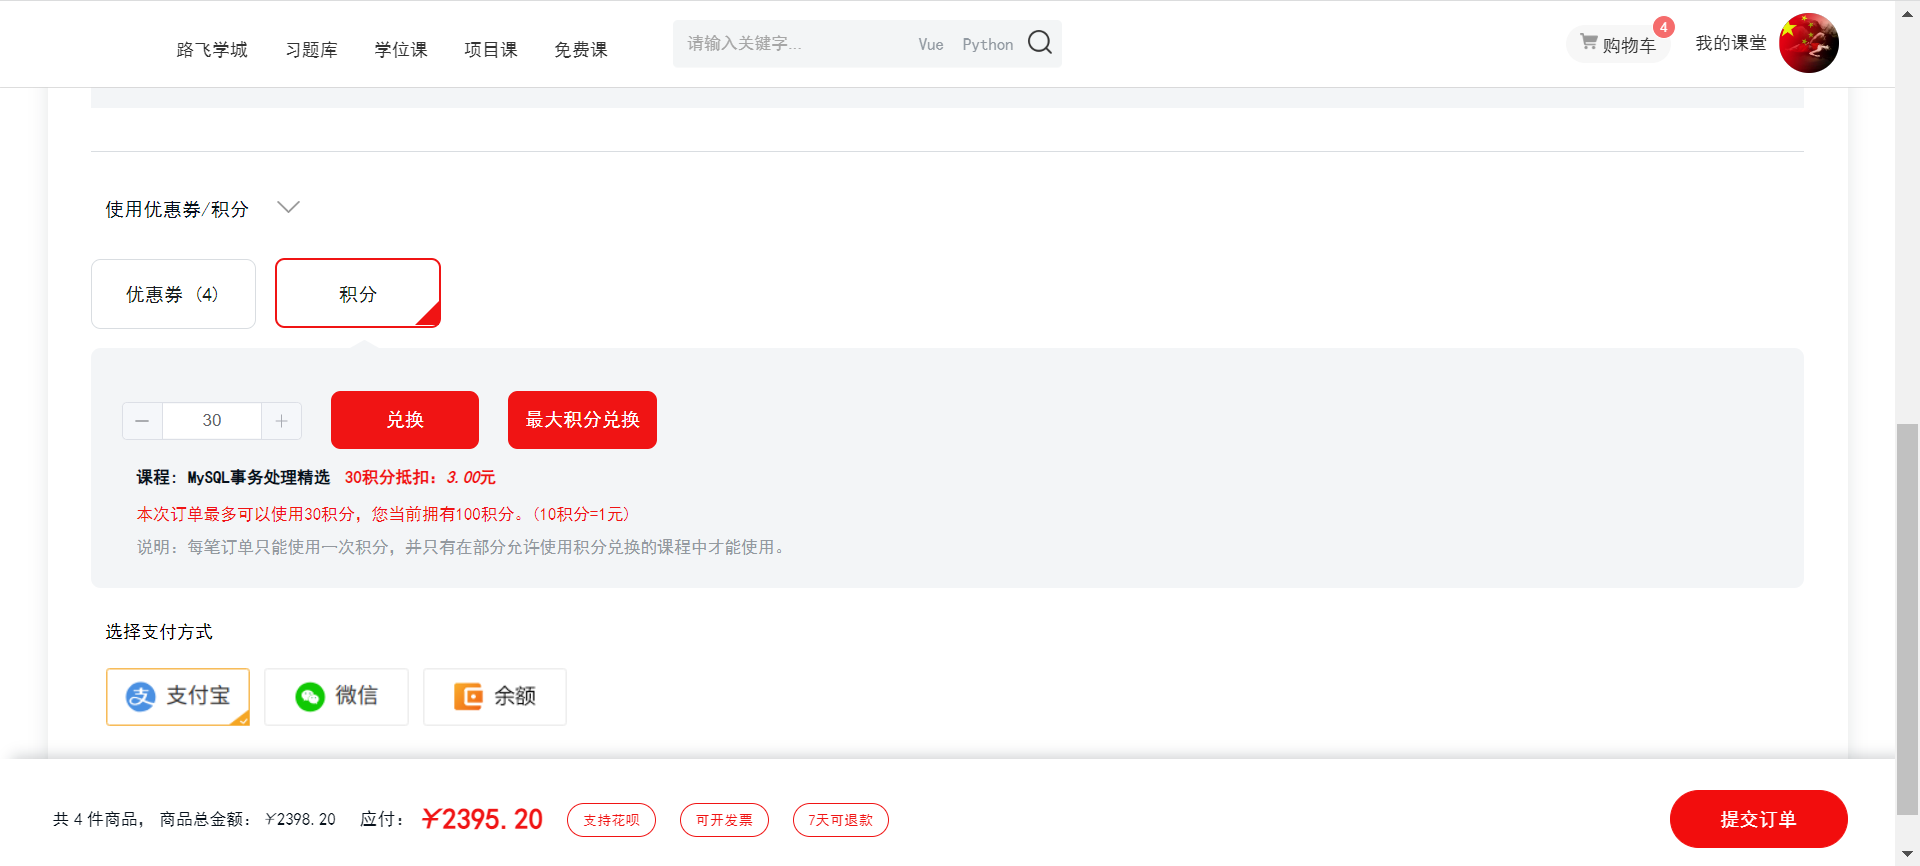 路飞学城 习题库 学位课 项目课 免费课 请输入关键字... Vue Python 购物车 4 我的课堂
使用优惠券/积分
优惠券（4） 积分
30 兑换 最大积分兑换
课程：MySQL事务处理精选 30积分抵扣：3.00元
本次订单最多可以使用30积分，您当前拥有100积分。(10积分=1元)
说明：每笔订单只能使用一次积分，并只有在部分允许使用积分兑换的课程中才能使用。
选择支付方式
支付宝 微信 余额
共 4 件商品， 商品总金额： ¥2398.20 应付： ¥2395.20 支持花呗 可开发票 7天可退款 提交订单